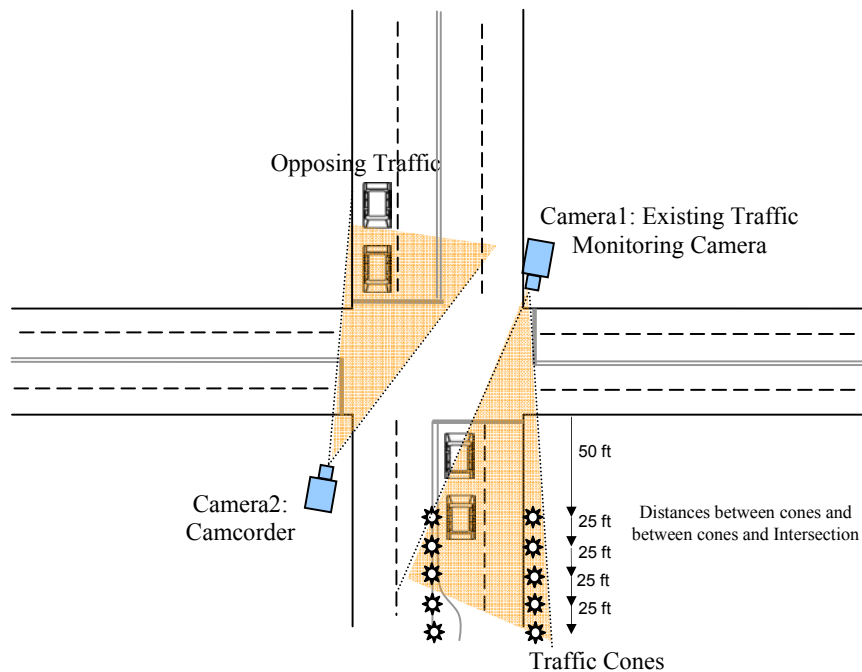 Opposing Traffic
Camera1: Existing Traffic
Monitoring Camera
50 ft
Camera2:
Camcorder
25 ft
Distances between cones and
between cones and Intersection
25 ft
25 ft
25 ft
Traffic Cones